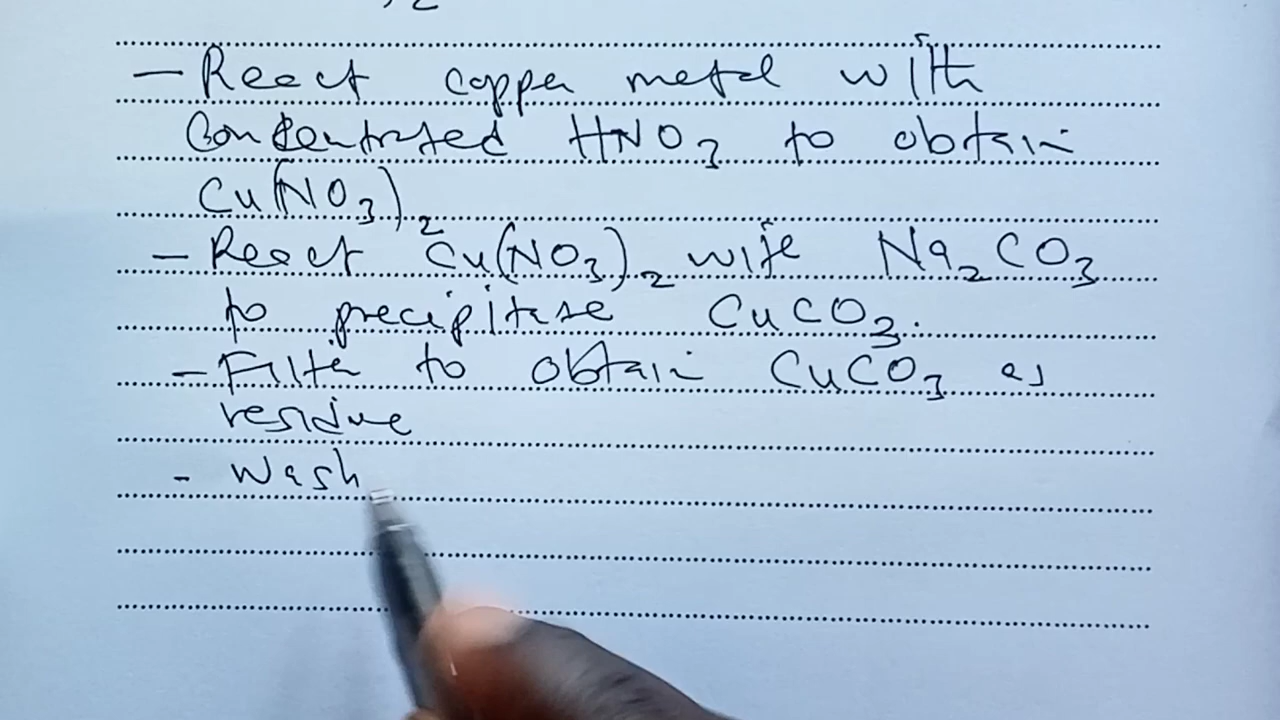 - React copper metal with
Concentrated HNO₃ to obtain
Cu(NO₃)₂
- React Cu(NO₃)₂ with Na₂CO₃
to precipitate CuCO₃.
- Filter to obtain CuCO₃ as
residue
- Wash